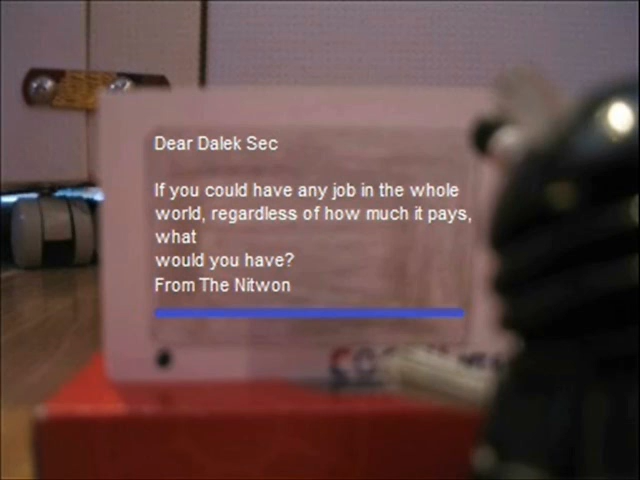 Dear Dalek Sec
If you could have any job in the whole
world, regardless of how much it pays,
what
would you have?
From The Nitwon